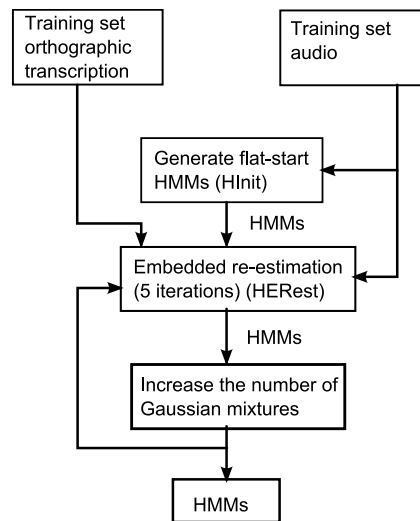 Training set
orthographic
transcription
Training set
audio
Generate flat-start
HMMs (HInit)
HMMs
Embedded re-estimation
(5 iterations) (HERest)
HMMs
Increase the number of
Gaussian mixtures
HMMs